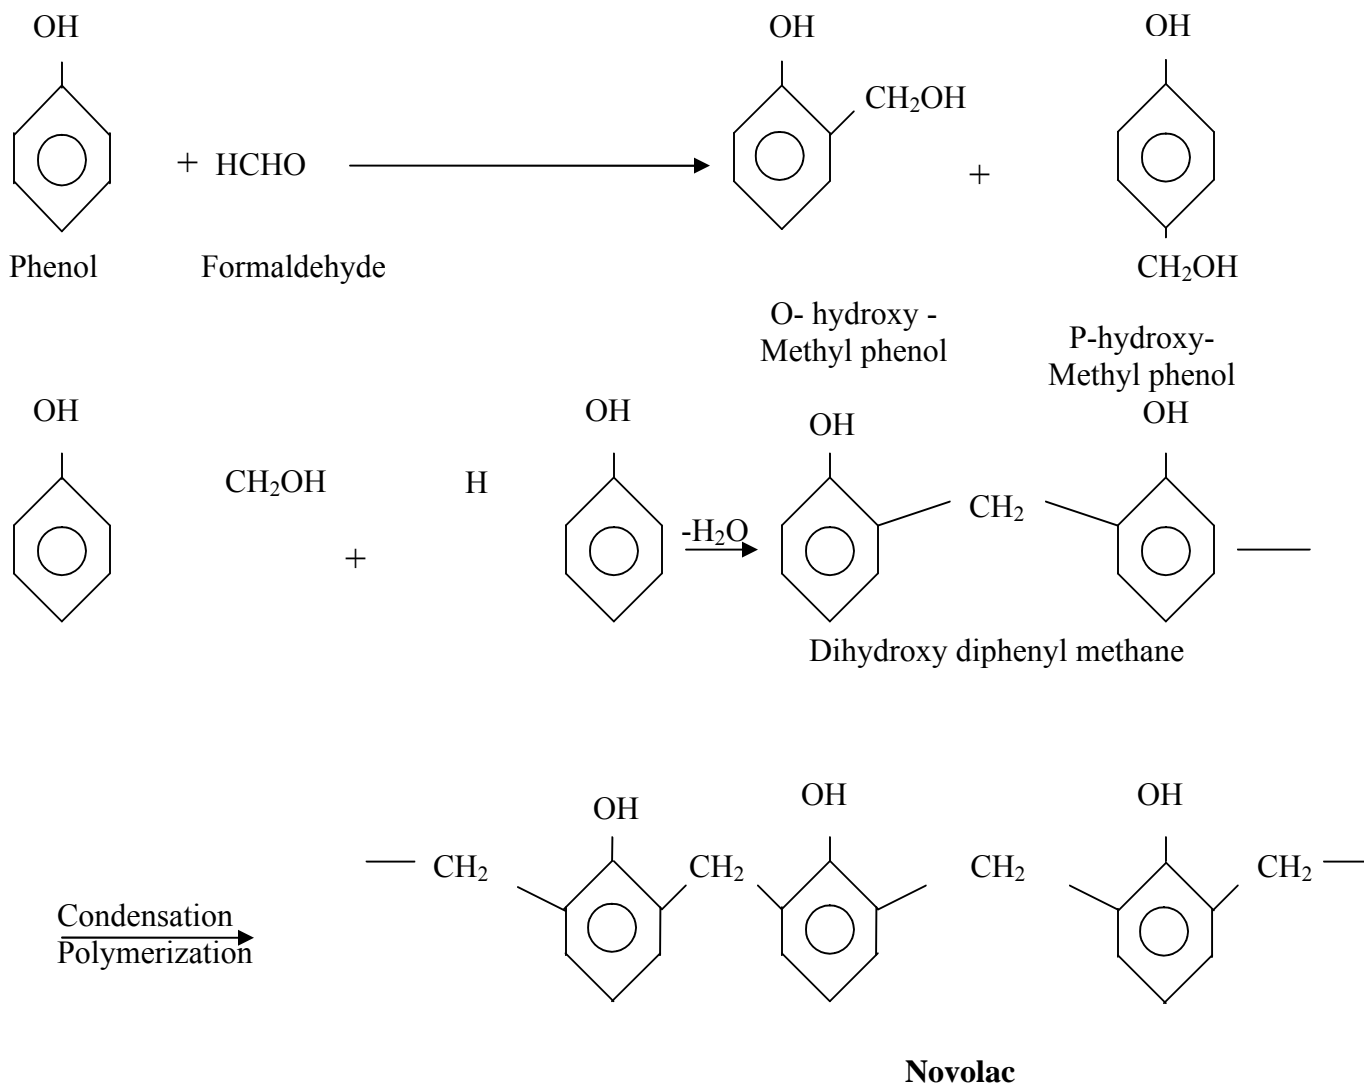 OH OH OH
CH₂OH
+ HCHO +
Phenol Formaldehyde CH₂OH
O- hydroxy -
Methyl phenol
P-hydroxy-
Methyl phenol
OH OH OH OH
CH₂OH H CH₂
+ -H₂O
Dihydroxy diphenyl methane
OH OH OH
CH₂ CH₂ CH₂ CH₂
Condensation
Polymerization
Novolac